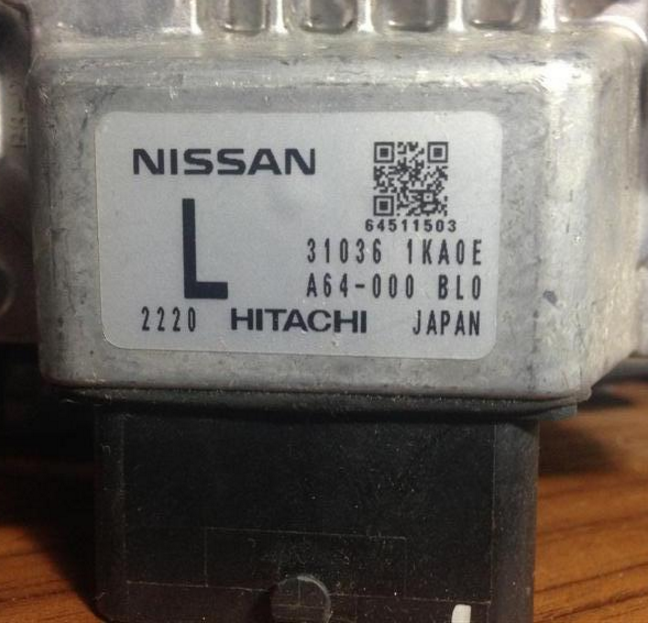 NISSAN
64511503
L
31036 1KA0E
A64-000 BL0
2220 HITACHI JAPAN